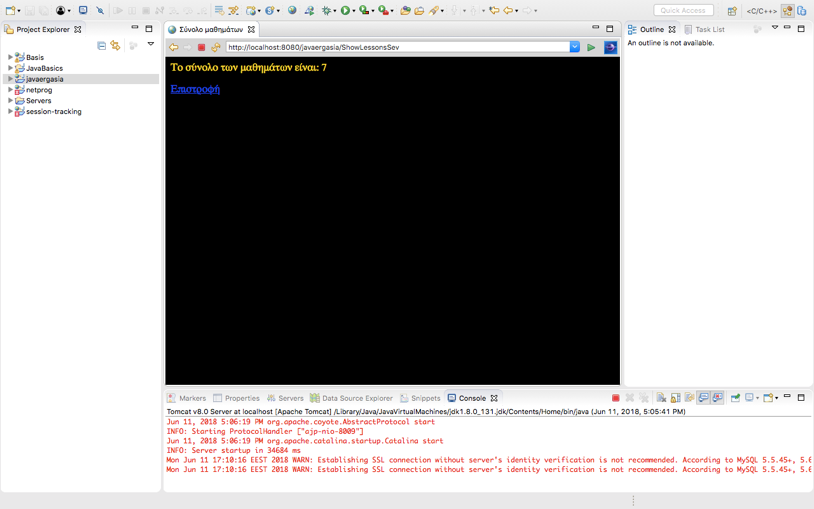 Quick Access
<C/C++>
Project Explorer
Basis
JavaBasics
javaergasia
netprog
Servers
session-tracking
Σύνολο μαθημάτων
http://localhost:8080/javaergasia/ShowLessonsSev
Το σύνολο των μαθημάτων είναι: 7
Επιστροφή
Outline
Task List
An outline is not available.
Markers
Properties
Servers
Data Source Explorer
Snippets
Console
Tomcat v8.0 Server at localhost [Apache Tomcat] /Library/Java/JavaVirtualMachines/jdk1.8.0_131.jdk/Contents/Home/bin/java (Jun 11, 2018, 5:05:41 PM)
Jun 11, 2018 5:06:19 PM org.apache.coyote.AbstractProtocol start
INFO: Starting ProtocolHandler ["ajp-nio-8009"]
Jun 11, 2018 5:06:19 PM org.apache.catalina.startup.Catalina start
INFO: Server startup in 34684 ms
Mon Jun 11 17:10:16 EEST 2018 WARN: Establishing SSL connection without server's identity verification is not recommended. According to MySQL 5.5.45+, 5.6
Mon Jun 11 17:10:16 EEST 2018 WARN: Establishing SSL connection without server's identity verification is not recommended. According to MySQL 5.5.45+, 5.6